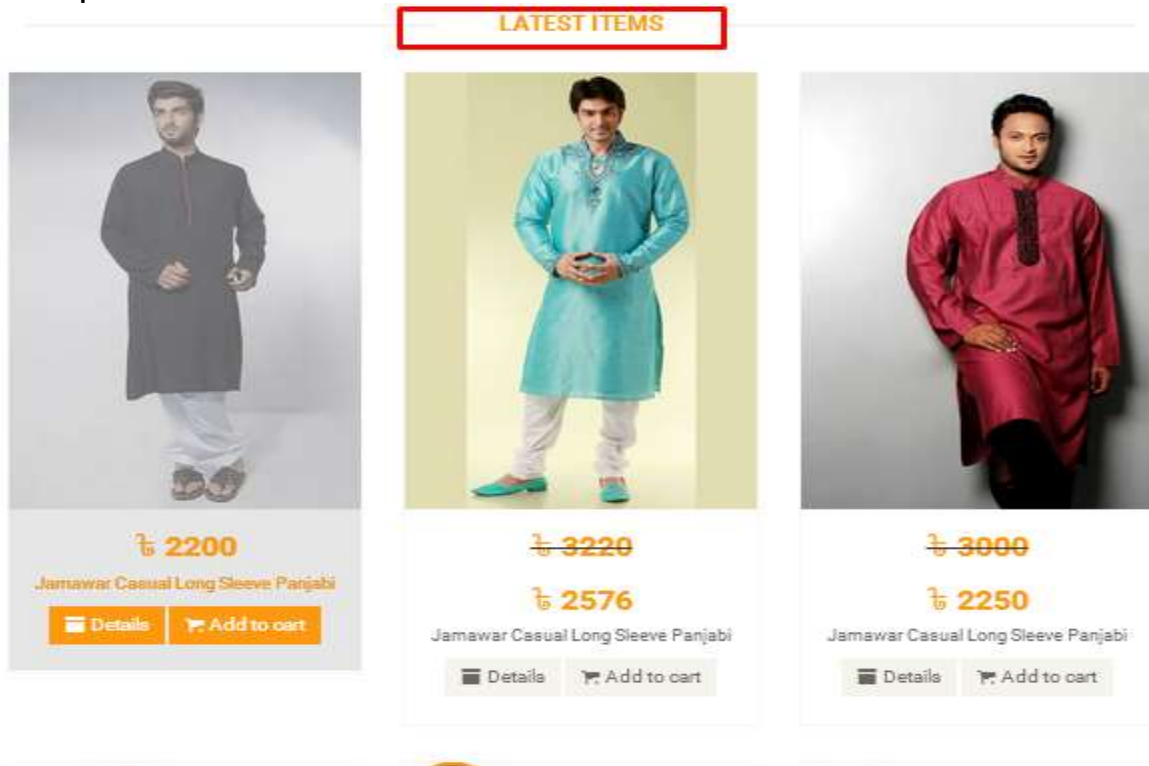 LATEST ITEMS
৳ 2200
Jamawar Casual Long Sleeve Panjabi
Details Add to cart
৳ 3220
৳ 2576
Jamawar Casual Long Sleeve Panjabi
Details Add to cart
৳ 3000
৳ 2250
Jamawar Casual Long Sleeve Panjabi
Details Add to cart